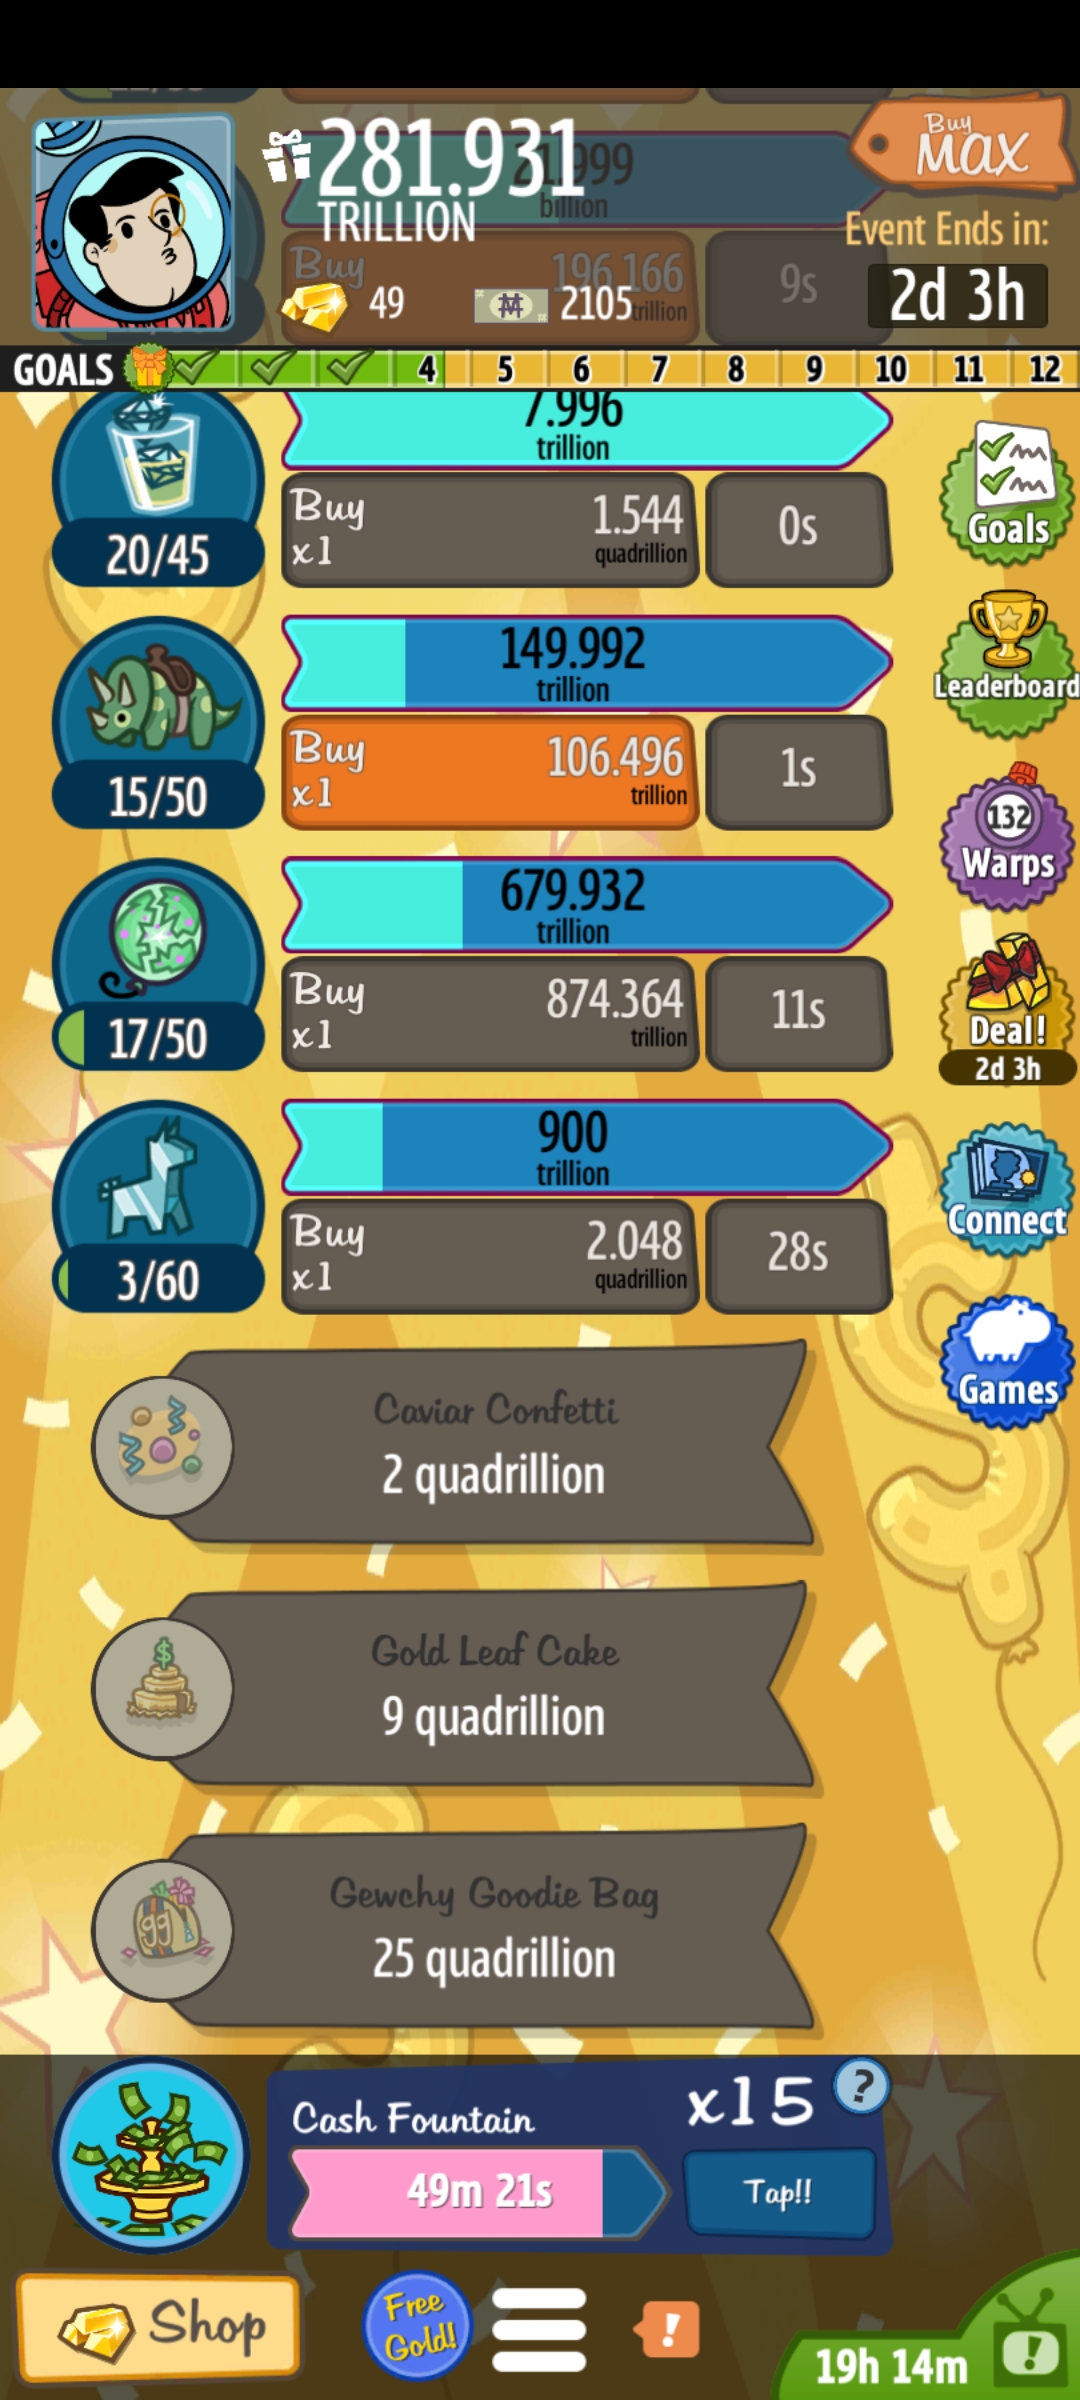 281.931
TRILLION
Buy
MAX
21.999
billion
Event Ends in:
2d 3h
Buy
196.166
trillion
9s
49
2105
GOALS
4 5 6 7 8 9 10 11 12
7.996
trillion
20/45
Buy
x1
1.544
quadrillion
0s
Goals
149.992
trillion
15/50
Buy
x1
106.496
trillion
1s
Leaderboard
132
Warps
679.932
trillion
17/50
Buy
x1
874.364
trillion
11s
Deal!
2d 3h
900
trillion
3/60
Buy
x1
2.048
quadrillion
28s
Connect
Games
Caviar Confetti
2 quadrillion
$
Gold Leaf Cake
9 quadrillion
gg
Gewchy Goodie Bag
25 quadrillion
Cash Fountain
x15
?
49m 21s
Tap!!
Shop
Free
Gold!
!
19h 14m
!